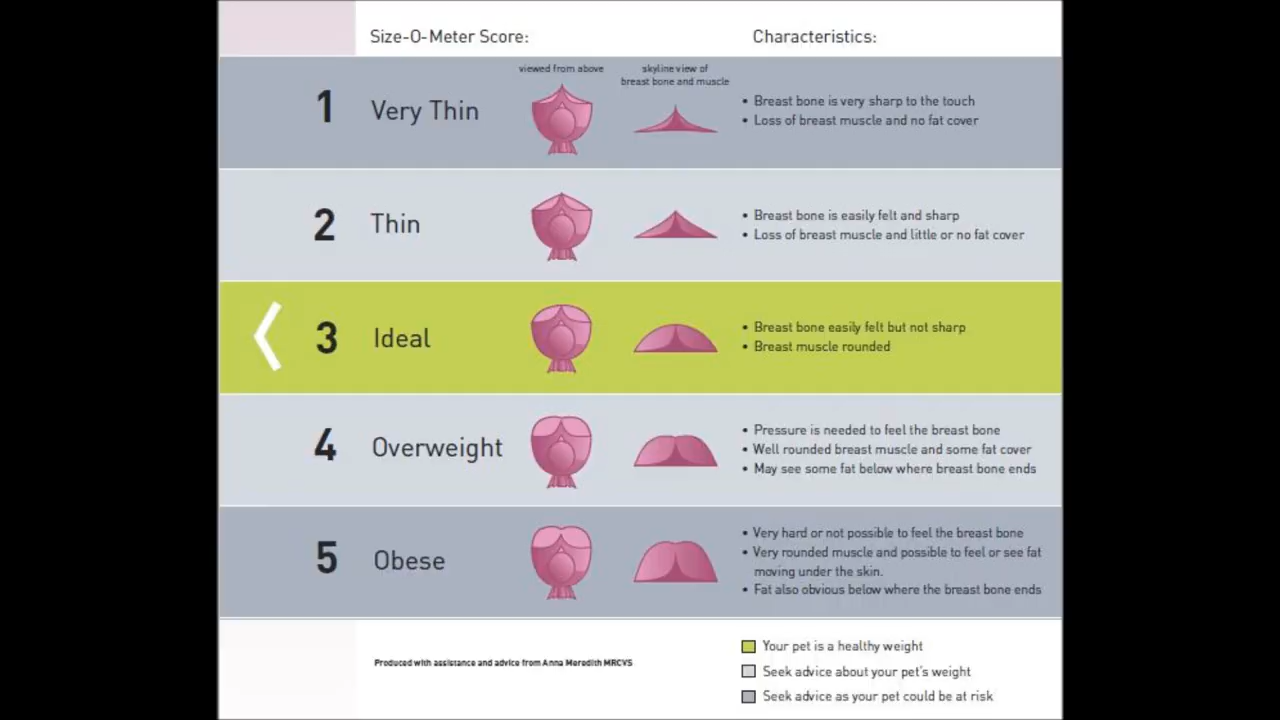 Size-O-Meter Score:
Characteristics:
viewed from above
skyline view of
breast bone and muscle
1
Very Thin
• Breast bone is very sharp to the touch
• Loss of breast muscle and no fat cover
2
Thin
• Breast bone is easily felt and sharp
• Loss of breast muscle and little or no fat cover
3
Ideal
• Breast bone easily felt but not sharp
• Breast muscle rounded
4
Overweight
• Pressure is needed to feel the breast bone
• Well rounded breast muscle and some fat cover
• May see some fat below where breast bone ends
5
Obese
• Very hard or not possible to feel the breast bone
• Very rounded muscle and possible to feel or see fat
moving under the skin.
• Fat also obvious below where the breast bone ends
Produced with assistance and advice from Anna Meredith MRCVS
Your pet is a healthy weight
Seek advice about your pet's weight
Seek advice as your pet could be at risk